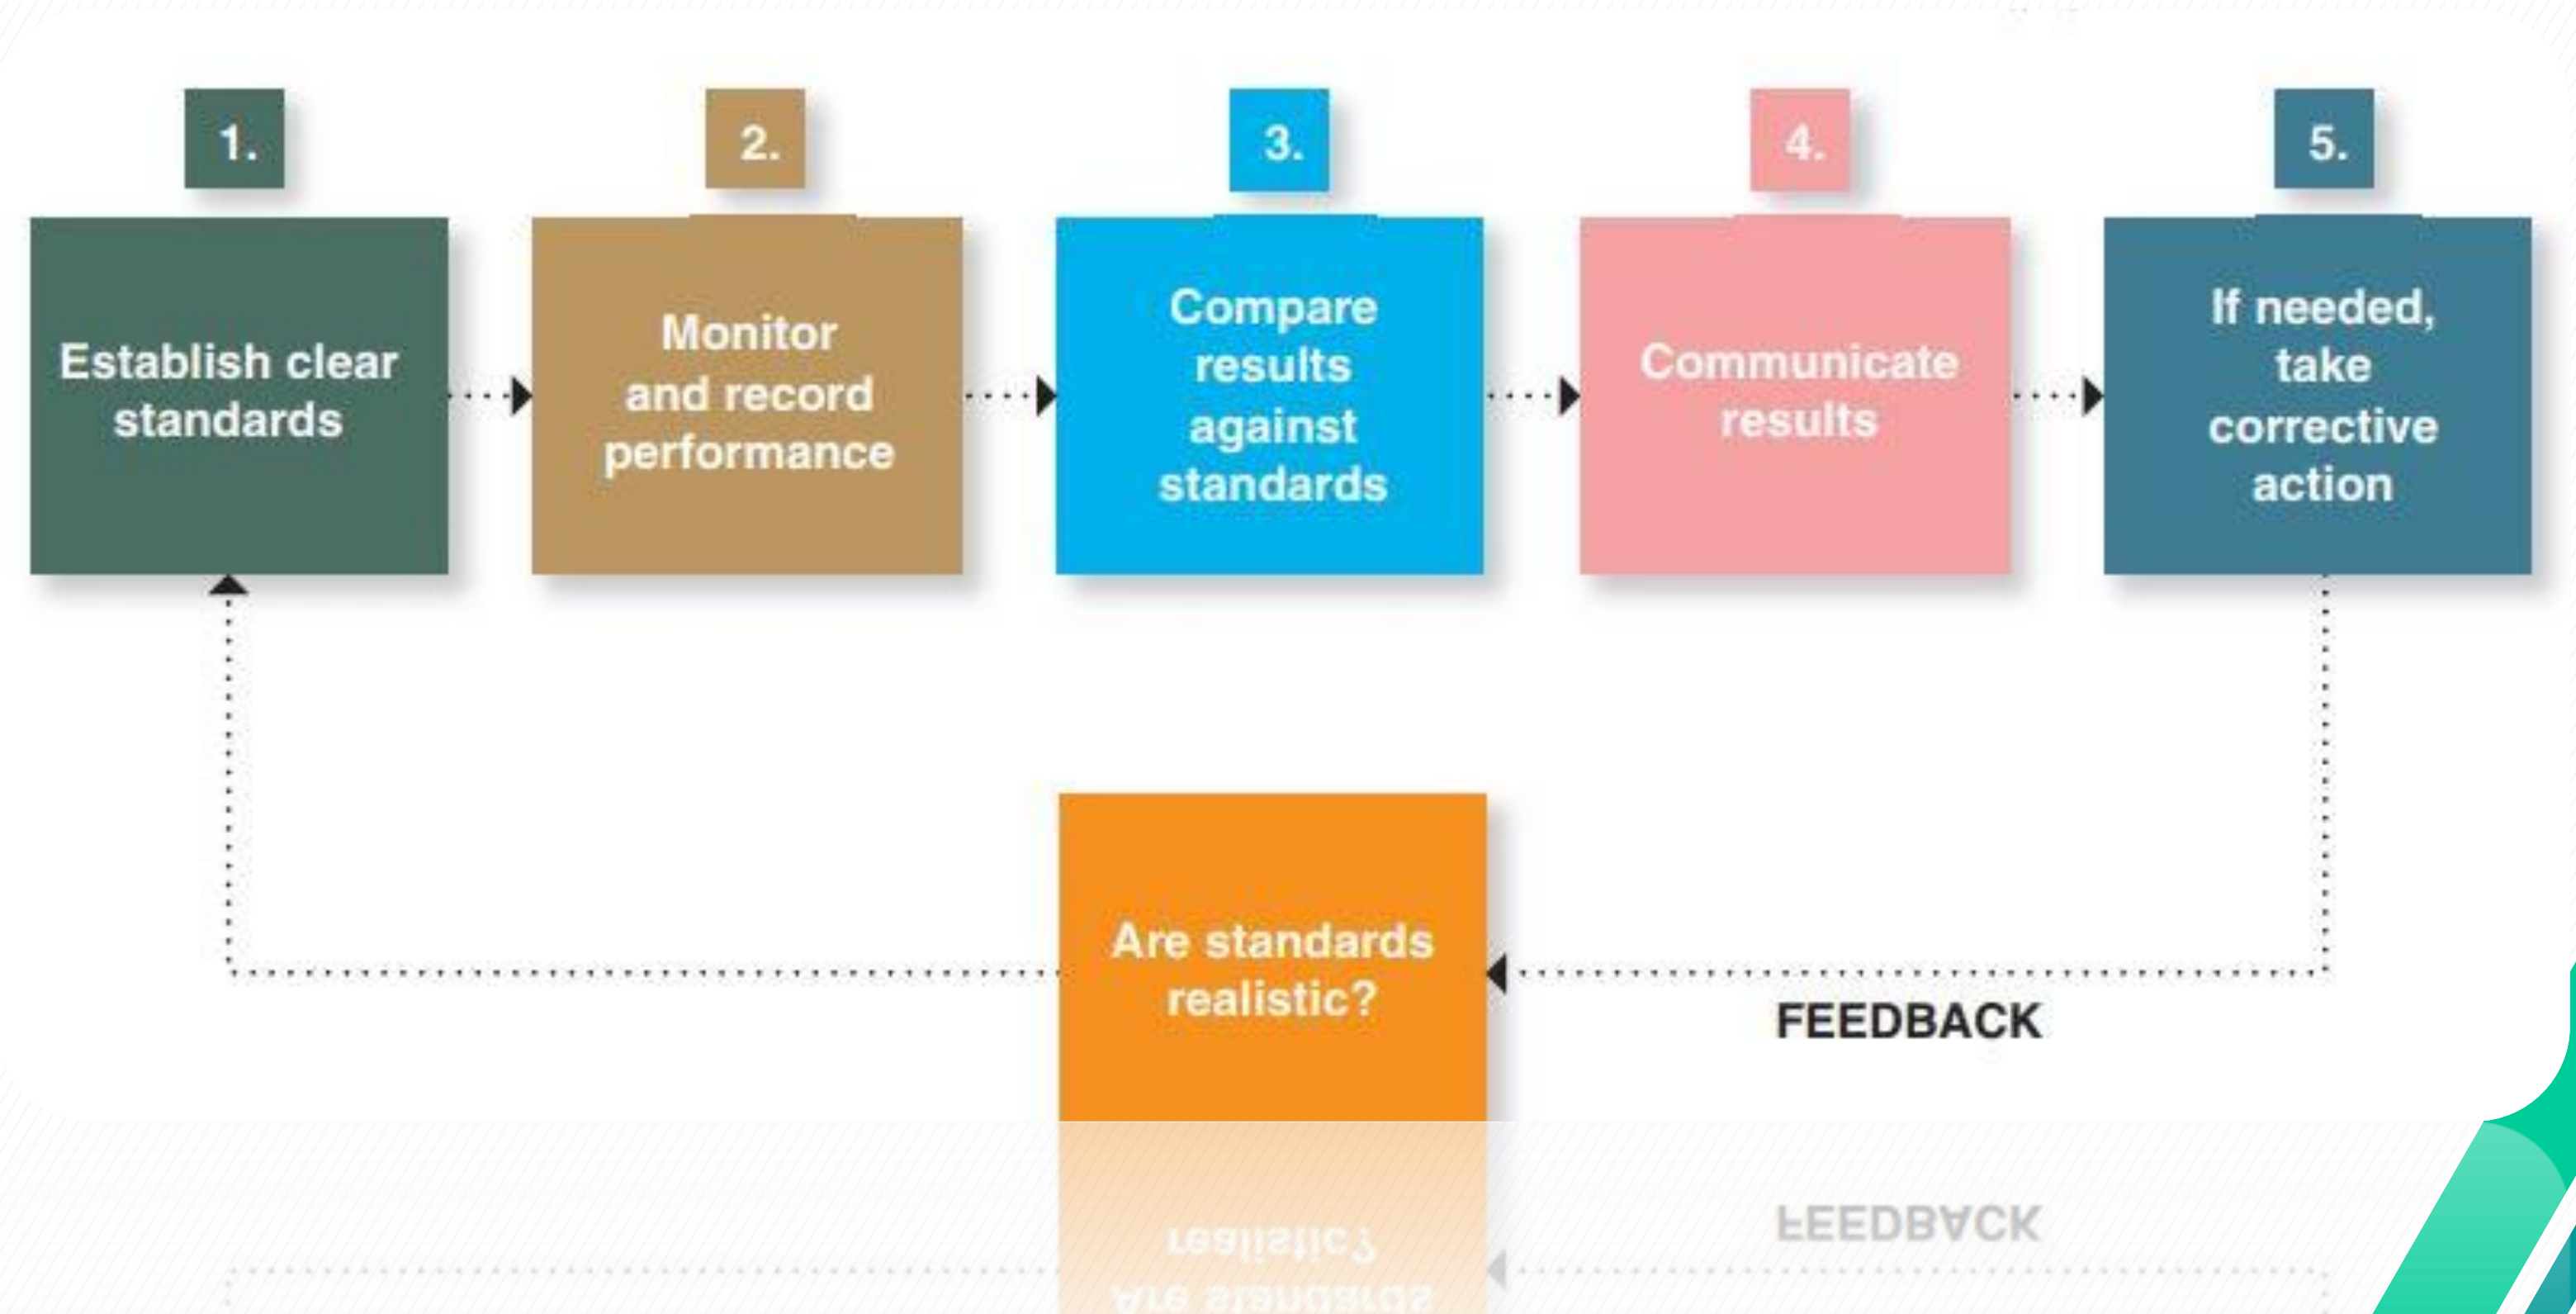 1.
Establish clear
standards
2.
Monitor
and record
performance
3.
Compare
results
against
standards
4.
Communicate
results
5.
If needed,
take
corrective
action
Are standards
realistic?
FEEDBACK